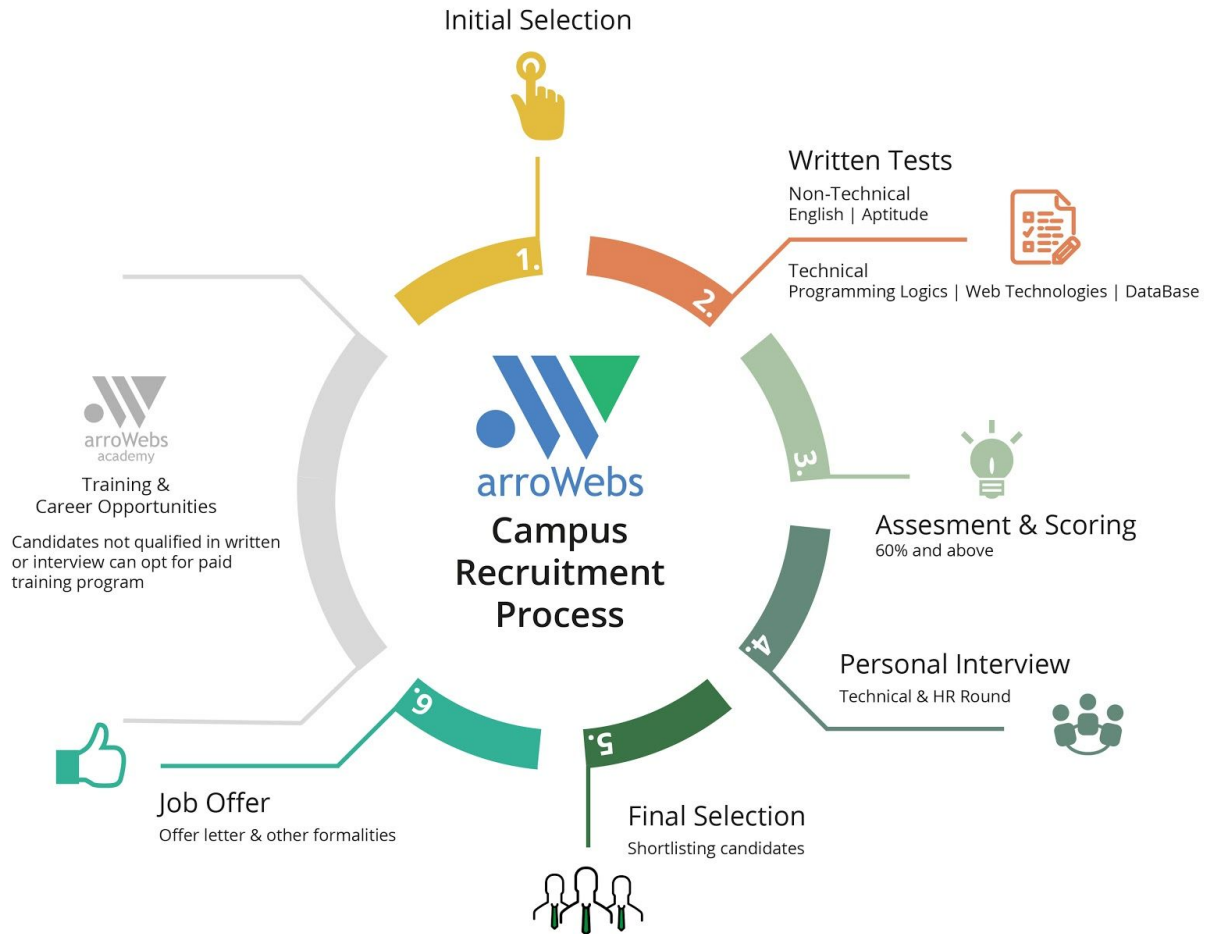 Initial Selection
1.
Written Tests
Non-Technical
English | Aptitude
Technical
Programming Logics | Web Technologies | DataBase
2.
3.
Assesment & Scoring
60% and above
4.
Personal Interview
Technical & HR Round
5.
Final Selection
Shortlisting candidates
6.
Job Offer
Offer letter & other formalities
arroWebs
academy
Training &
Career Opportunities
Candidates not qualified in written
or interview can opt for paid
training program
arroWebs
Campus
Recruitment
Process